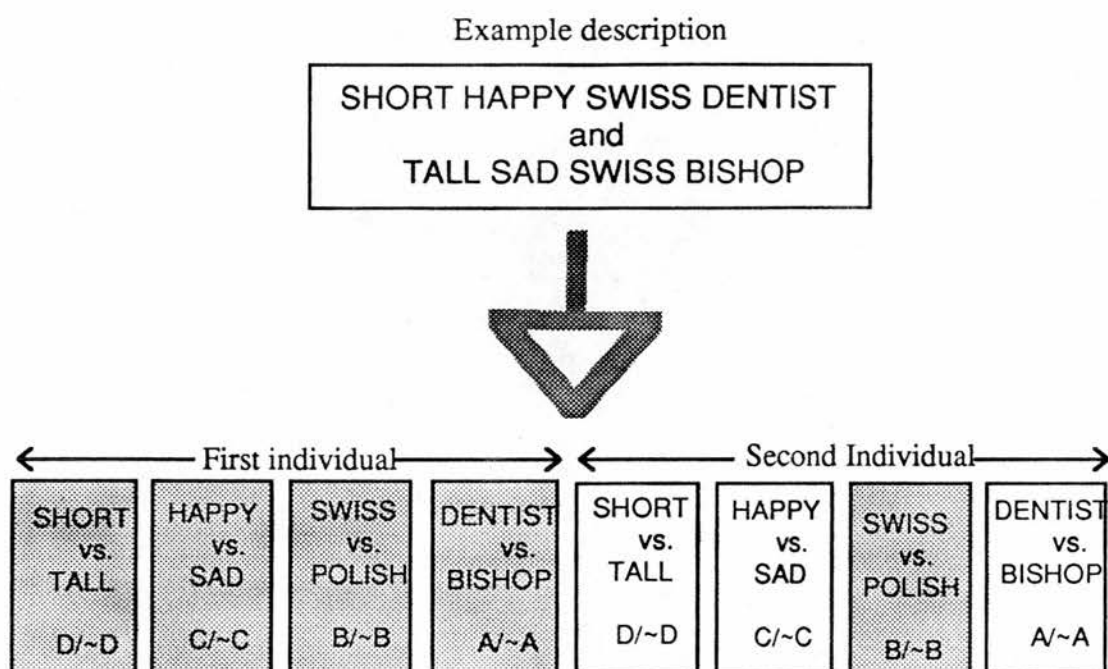 Example description
SHORT HAPPY SWISS DENTIST
and
TALL SAD SWISS BISHOP
First individual
Second Individual
SHORT
vs.
TALL
D/~D
HAPPY
vs.
SAD
C/~C
SWISS
vs.
POLISH
B/~B
DENTIST
vs.
BISHOP
A/~A
SHORT
vs.
TALL
D/~D
HAPPY
vs.
SAD
C/~C
SWISS
vs.
POLISH
B/~B
DENTIST
vs.
BISHOP
A/~A